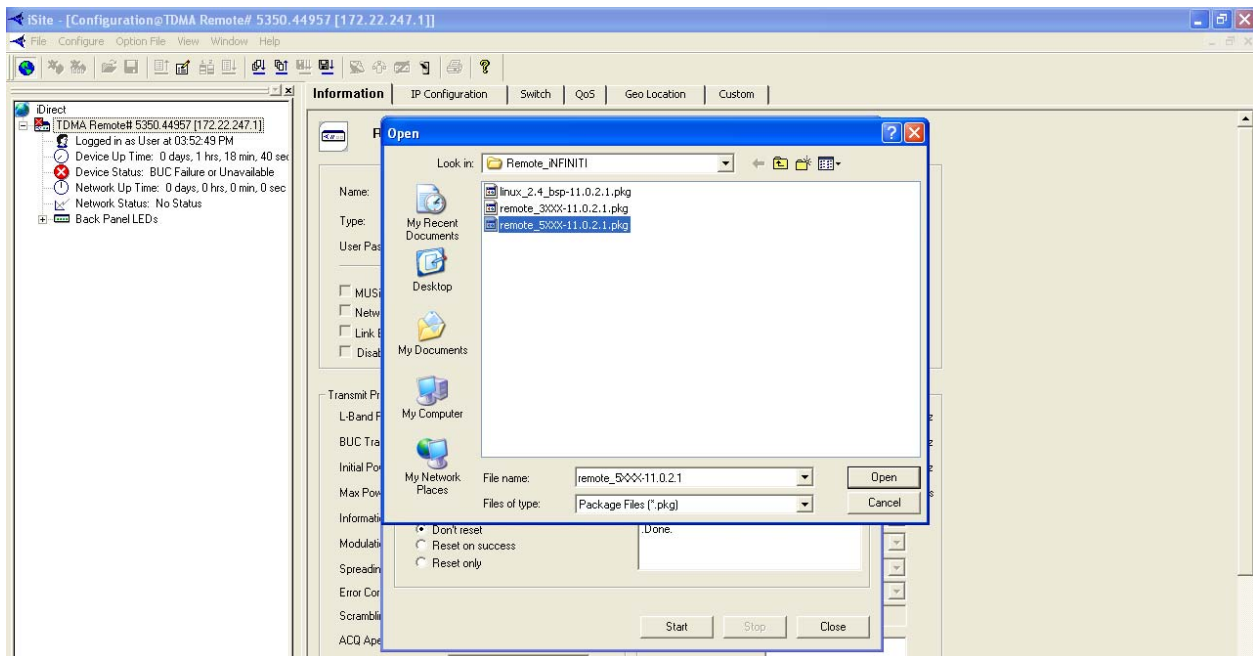 iSite - [Configuration@TDMA Remote# 5350.44957 [172.22.247.1]]
File Configure Option File View Window Help
iDirect
TDMA Remote# 5350.44957 [172.22.247.1]
Logged in as User at 03:52:49 PM
Device Up Time: 0 days, 1 hrs, 18 min, 40 sec
Device Status: BUC Failure or Unavailable
Network Up Time: 0 days, 0 hrs, 0 min, 0 sec
Network Status: No Status
Back Panel LEDs
Information IP Configuration Switch QoS Geo Location Custom
R
Name:
Type:
User Pas
MUSi
Netw
Link E
Disab
Transmit Pr
L-Band F
BUC Tra
Initial Pow
Max Pow
Informati
Modulati
Spreadin
Error Cor
Scramblin
ACQ Ape
Open
Look in: Remote_iNFINITI
My Recent Documents
Desktop
My Documents
My Computer
My Network Places
linux_2.4_bsp-11.0.2.1.pkg
remote_3XXX-11.0.2.1.pkg
remote_5XXX-11.0.2.1.pkg
File name: remote_5XXX-11.0.2.1 Open
Files of type: Package Files (*.pkg) Cancel
Don't reset
Reset on success
Reset only
.Done.
Start Stop Close